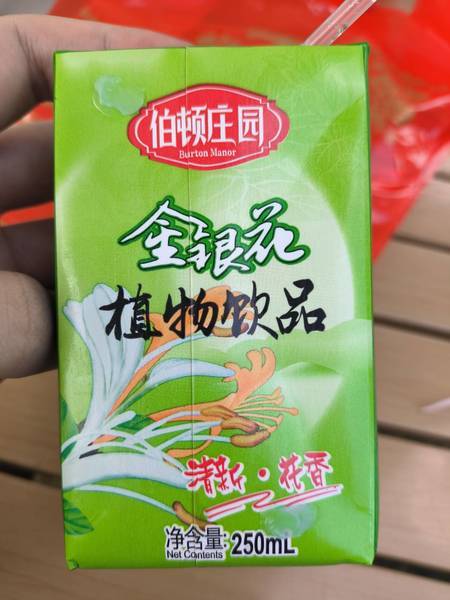 伯顿庄园
Burton Manor
金银花
植物饮品
清新·花香
净含量: 250mL
Net Contents